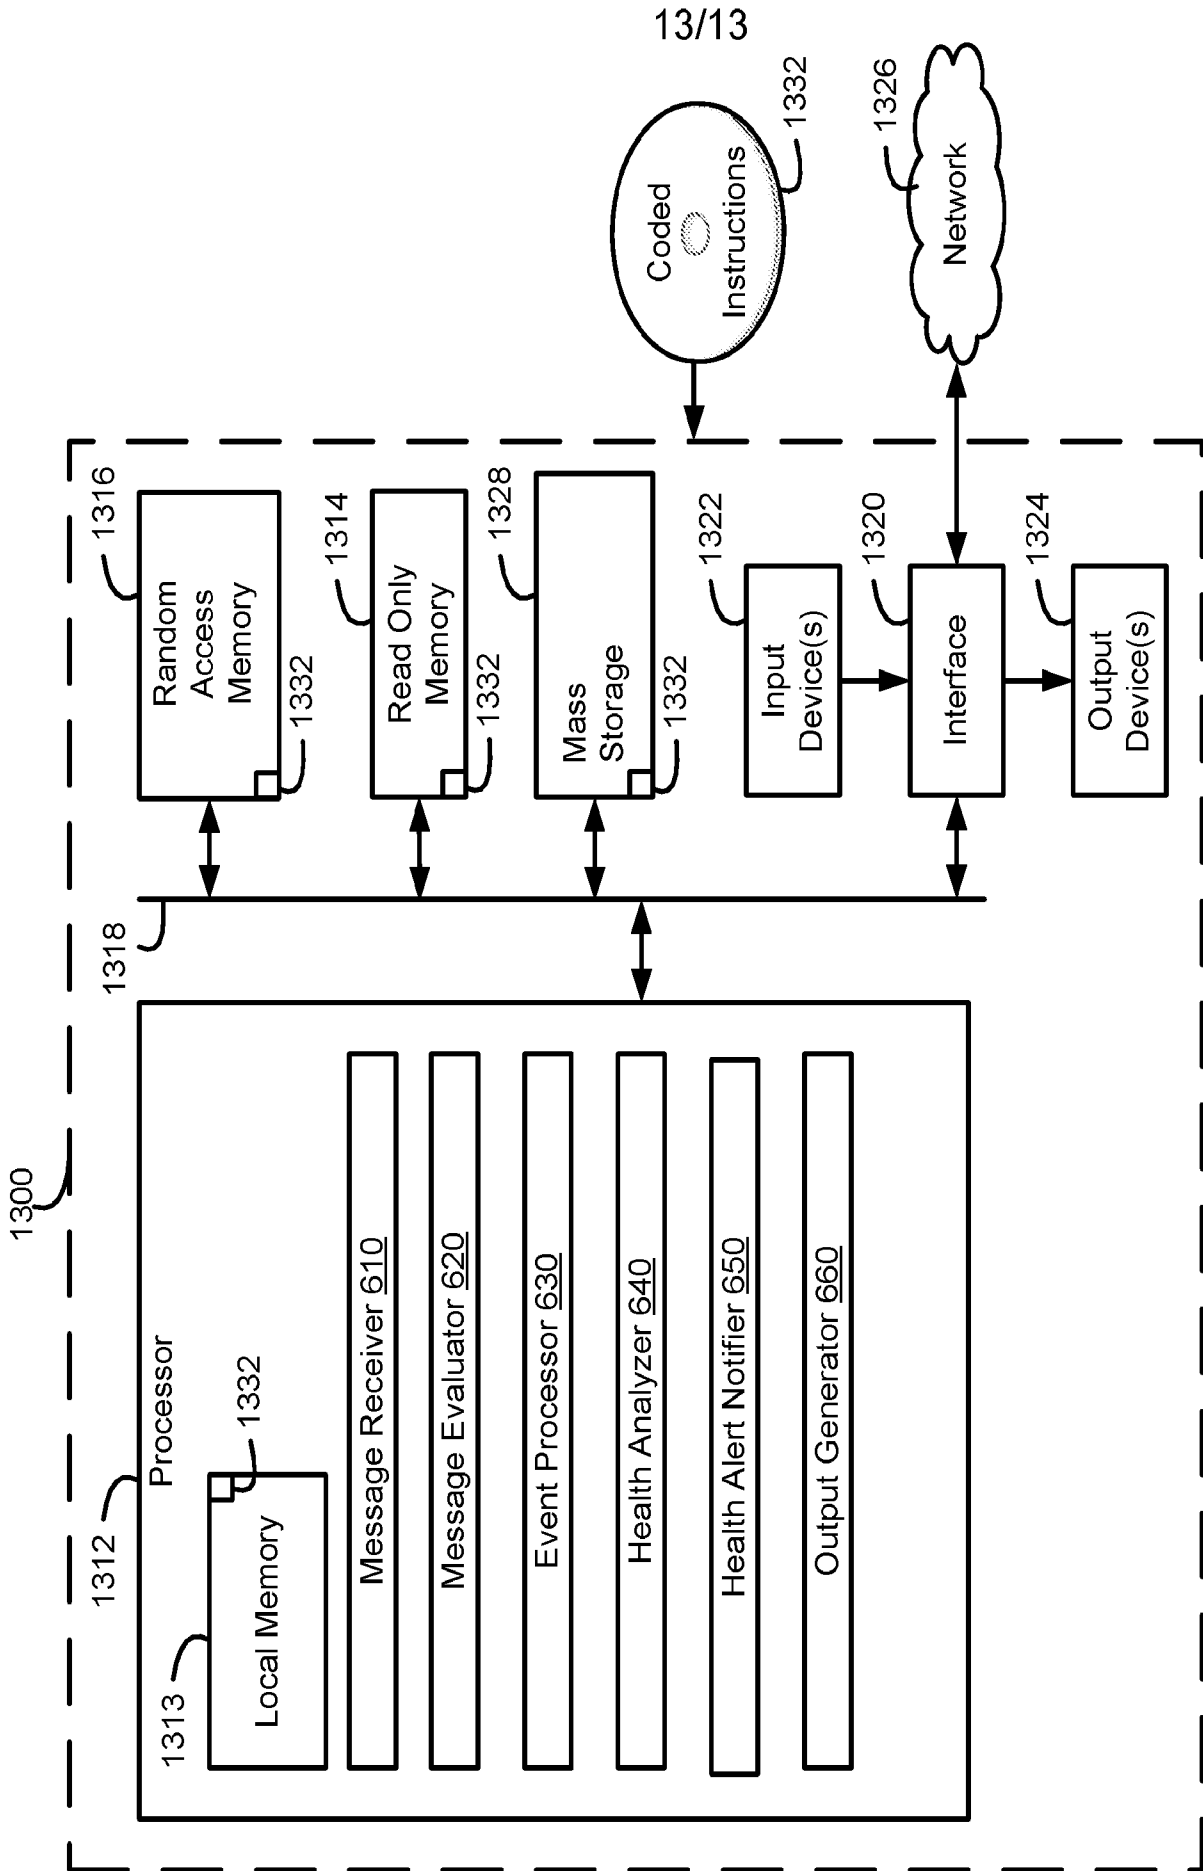 13/13
1300
1312
Processor
1313
Local Memory
1332
Message Receiver 610
Message Evaluator 620
Event Processor 630
Health Analyzer 640
Health Alert Notifier 650
Output Generator 660
1318
1316
Random
Access
Memory
1332
1314
Read Only
Memory
1332
1328
Mass
Storage
1332
1322
Input
Device(s)
1320
Interface
1324
Output
Device(s)
Coded
Instructions
1332
1326
Network